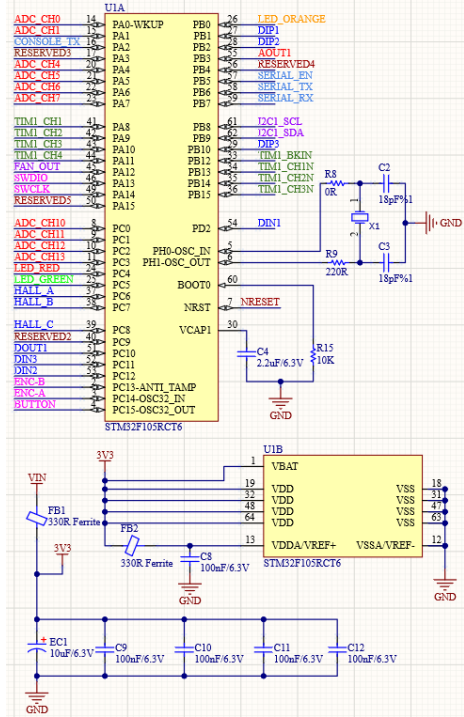 U1A
ADC_CH0 14 PA0-WKUP PB0 26 LED_ORANGE
ADC_CH1 15 PA1 PB1 27 DIP1
CONSOLE_TX 16 PA2 PB2 28 DIP2
RESERVED3 17 PA3 PB3 55 AOUT1
ADC_CH4 20 PA4 PB4 56 RESERVED4
ADC_CH5 21 PA5 PB5 57 SERIAL_EN
ADC_CH6 22 PA6 PB6 58 SERIAL_TX
ADC_CH7 23 PA7 PB7 59 SERIAL_RX
TIM1_CH1 41 PA8 PB8 61 I2C1_SCL
TIM1_CH2 42 PA9 PB9 62 I2C1_SDA
TIM1_CH3 43 PA10 PB10 29 DIP3
TIM1_CH4 44 PA11 PB12 33 TIM1_BKIN
FAN_OUT 45 PA12 PB13 34 TIM1_CH1N
SWDIO 46 PA13 PB14 35 TIM1_CH2N
SWCLK 49 PA14 PB15 36 TIM1_CH3N
RESERVED5 50 PA15
ADC_CH10 8 PC0 PD2 54 DIN1
ADC_CH11 9 PC1
ADC_CH12 10 PC2 PH0-OSC_IN 5
ADC_CH13 11 PC3 PH1-OSC_OUT 6
LED_RED 24 PC4
LED_GREEN 25 PC5 BOOT0 60
HALL_A 37 PC6
HALL_B 38 PC7 NRST 7 NRESET
HALL_C 39 PC8 VCAP1 30
RESERVED2 40 PC9
DOUT1 51 PC10
DIN3 52 PC11
DIN2 53 PC12
ENC-B PC13-ANTI_TAMP
ENC-A PC14-OSC32_IN
BUTTON 4 PC15-OSC32_OUT
STM32F105RCT6
R8
0R
C2
18pF%1
1
X1
2
GND
R9
220R
C3
18pF%1
C4
2.2uF/6.3V
R15
10K
GND
U1B
3V3
1 VBAT
19 VDD VSS 18
32 VDD VSS 31
48 VDD VSS 47
64 VDD VSS 63
13 VDDA/VREF+ VSSA/VREF- 12
STM32F105RCT6
VIN
FB1
330R Ferrite
3V3
FB2
330R Ferrite
C8
100nF/6.3V
GND
GND
EC1
10uF/6.3V
C9
100nF/6.3V
C10
100nF/6.3V
C11
100nF/6.3V
C12
100nF/6.3V
GND